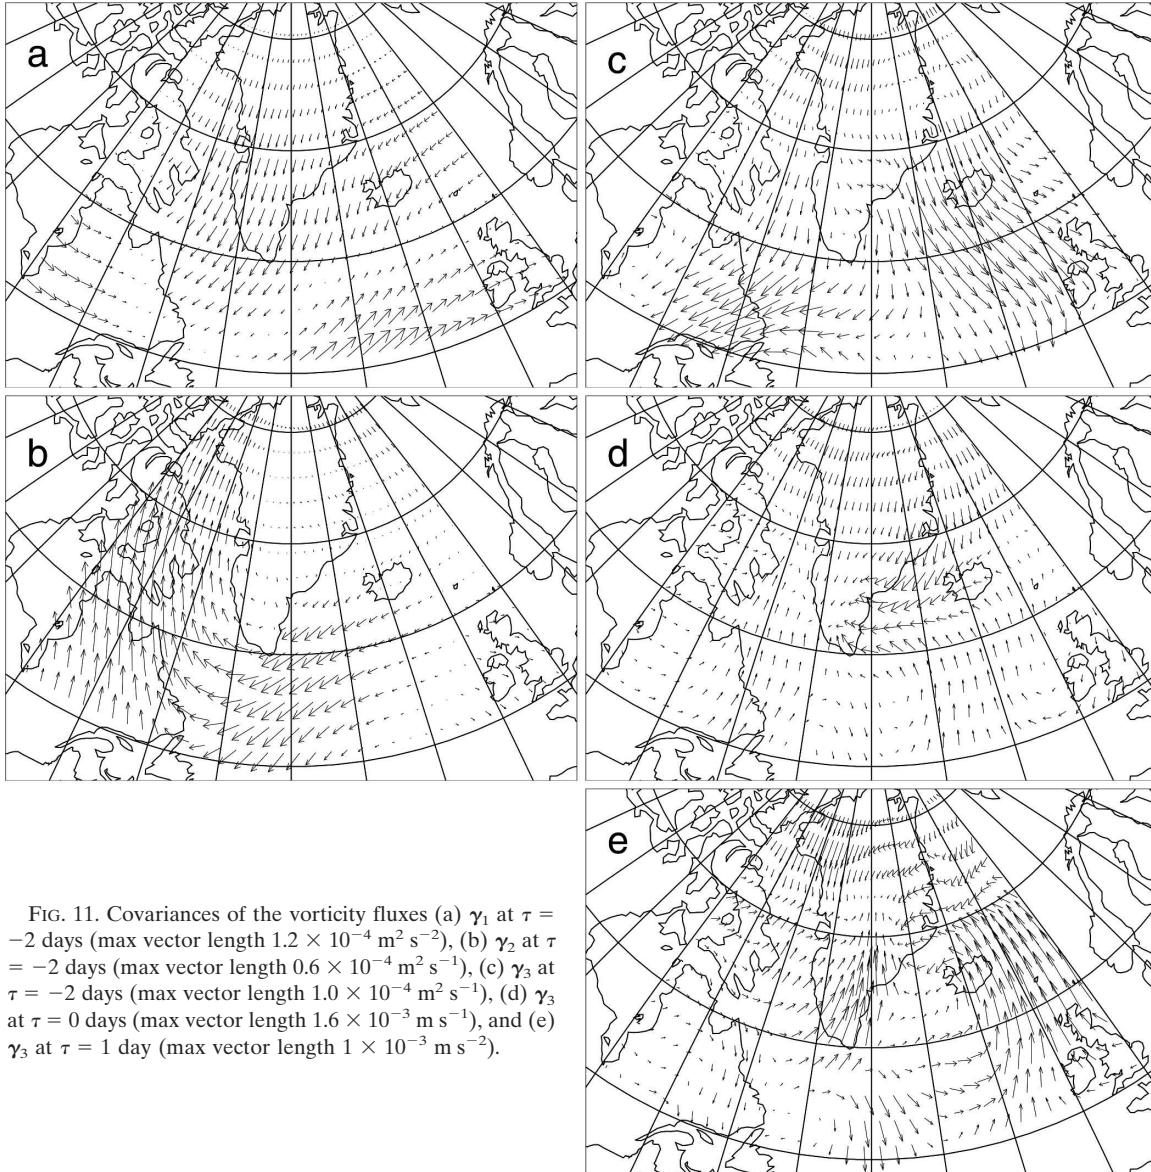 a
c
b
d
e
FIG. 11. Covariances of the vorticity fluxes (a) γ₁ at τ =
−2 days (max vector length 1.2 × 10⁻⁴ m² s⁻²), (b) γ₂ at τ
= −2 days (max vector length 0.6 × 10⁻⁴ m² s⁻¹), (c) γ₃ at
τ = −2 days (max vector length 1.0 × 10⁻⁴ m² s⁻¹), (d) γ₃
at τ = 0 days (max vector length 1.6 × 10⁻³ m s⁻¹), and (e)
γ₃ at τ = 1 day (max vector length 1 × 10⁻³ m s⁻²).